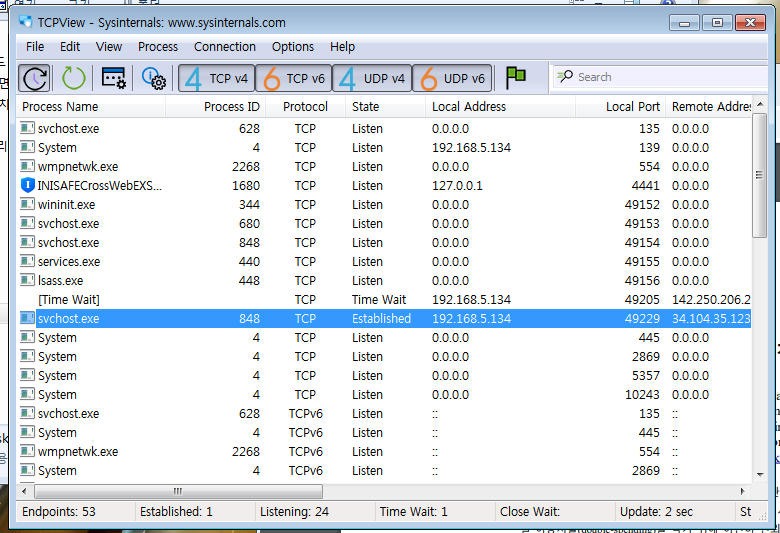 TCPView - Sysinternals: www.sysinternals.com
File Edit View Process Connection Options Help
4 TCP v4 6 TCP v6 4 UDP v4 6 UDP v6 Search
Process Name Process ID Protocol State Local Address Local Port Remote Addre
svchost.exe 628 TCP Listen 0.0.0.0 135 0.0.0.0
System 4 TCP Listen 192.168.5.134 139 0.0.0.0
wmpnetwk.exe 2268 TCP Listen 0.0.0.0 554 0.0.0.0
INISAFECrossWebEXS... 1680 TCP Listen 127.0.0.1 4441 0.0.0.0
wininit.exe 344 TCP Listen 0.0.0.0 49152 0.0.0.0
svchost.exe 680 TCP Listen 0.0.0.0 49153 0.0.0.0
svchost.exe 848 TCP Listen 0.0.0.0 49154 0.0.0.0
services.exe 440 TCP Listen 0.0.0.0 49155 0.0.0.0
lsass.exe 448 TCP Listen 0.0.0.0 49156 0.0.0.0
[Time Wait] TCP Time Wait 192.168.5.134 49205 142.250.206.2
svchost.exe 848 TCP Established 192.168.5.134 49229 34.104.35.123
System 4 TCP Listen 0.0.0.0 445 0.0.0.0
System 4 TCP Listen 0.0.0.0 2869 0.0.0.0
System 4 TCP Listen 0.0.0.0 5357 0.0.0.0
System 4 TCP Listen 0.0.0.0 10243 0.0.0.0
svchost.exe 628 TCPv6 Listen :: 135 ::
System 4 TCPv6 Listen :: 445 ::
wmpnetwk.exe 2268 TCPv6 Listen :: 554 ::
System 4 TCPv6 Listen :: 2869 ::
Endpoints: 53 Established: 1 Listening: 24 Time Wait: 1 Close Wait: Update: 2 sec St